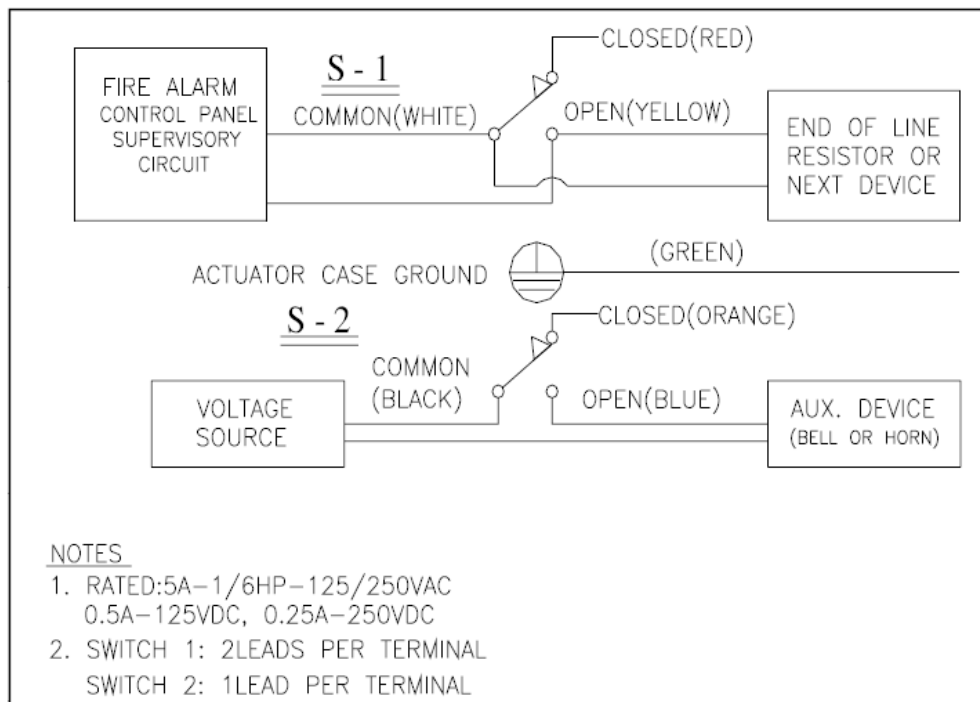 CLOSED(RED)
S - 1
FIRE ALARM
CONTROL PANEL
SUPERVISORY
CIRCUIT
COMMON(WHITE)
OPEN(YELLOW)
END OF LINE
RESISTOR OR
NEXT DEVICE
(GREEN)
ACTUATOR CASE GROUND
S - 2
CLOSED(ORANGE)
COMMON
(BLACK)
OPEN(BLUE)
VOLTAGE
SOURCE
AUX. DEVICE
(BELL OR HORN)
NOTES
1. RATED:5A-1/6HP-125/250VAC
0.5A-125VDC, 0.25A-250VDC
2. SWITCH 1: 2LEADS PER TERMINAL
SWITCH 2: 1LEAD PER TERMINAL